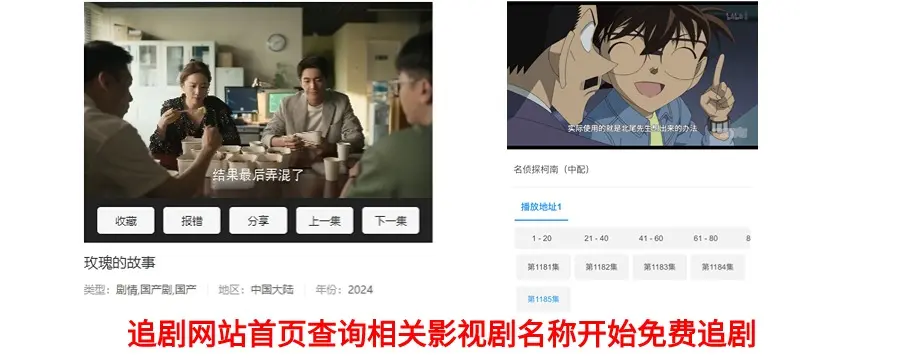 结果最后弄混了
收藏
报错
分享
上一集
下一集
玫瑰的故事
类型：剧情,国产剧,国产 地区：中国大陆 年份：2024
实际使用的就是北尾先生想出来的办法
名侦探柯南（中配）
播放地址1
1 - 20 21 - 40 41 - 60 61 - 80 8
第1181集 第1182集 第1183集 第1184集
第1185集
追剧网站首页查询相关影视剧名称开始免费追剧